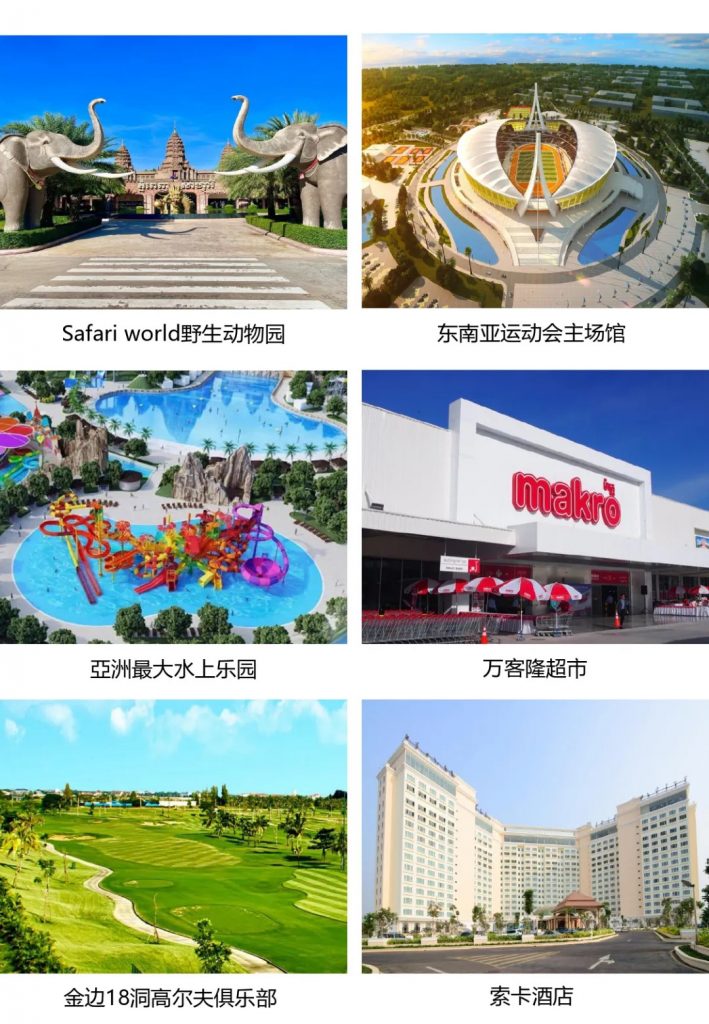 Safari world野生动物园
东南亚运动会主场馆
makro
亞洲最大水上乐园
万客隆超市
金边18洞高尔夫俱乐部
索卡酒店